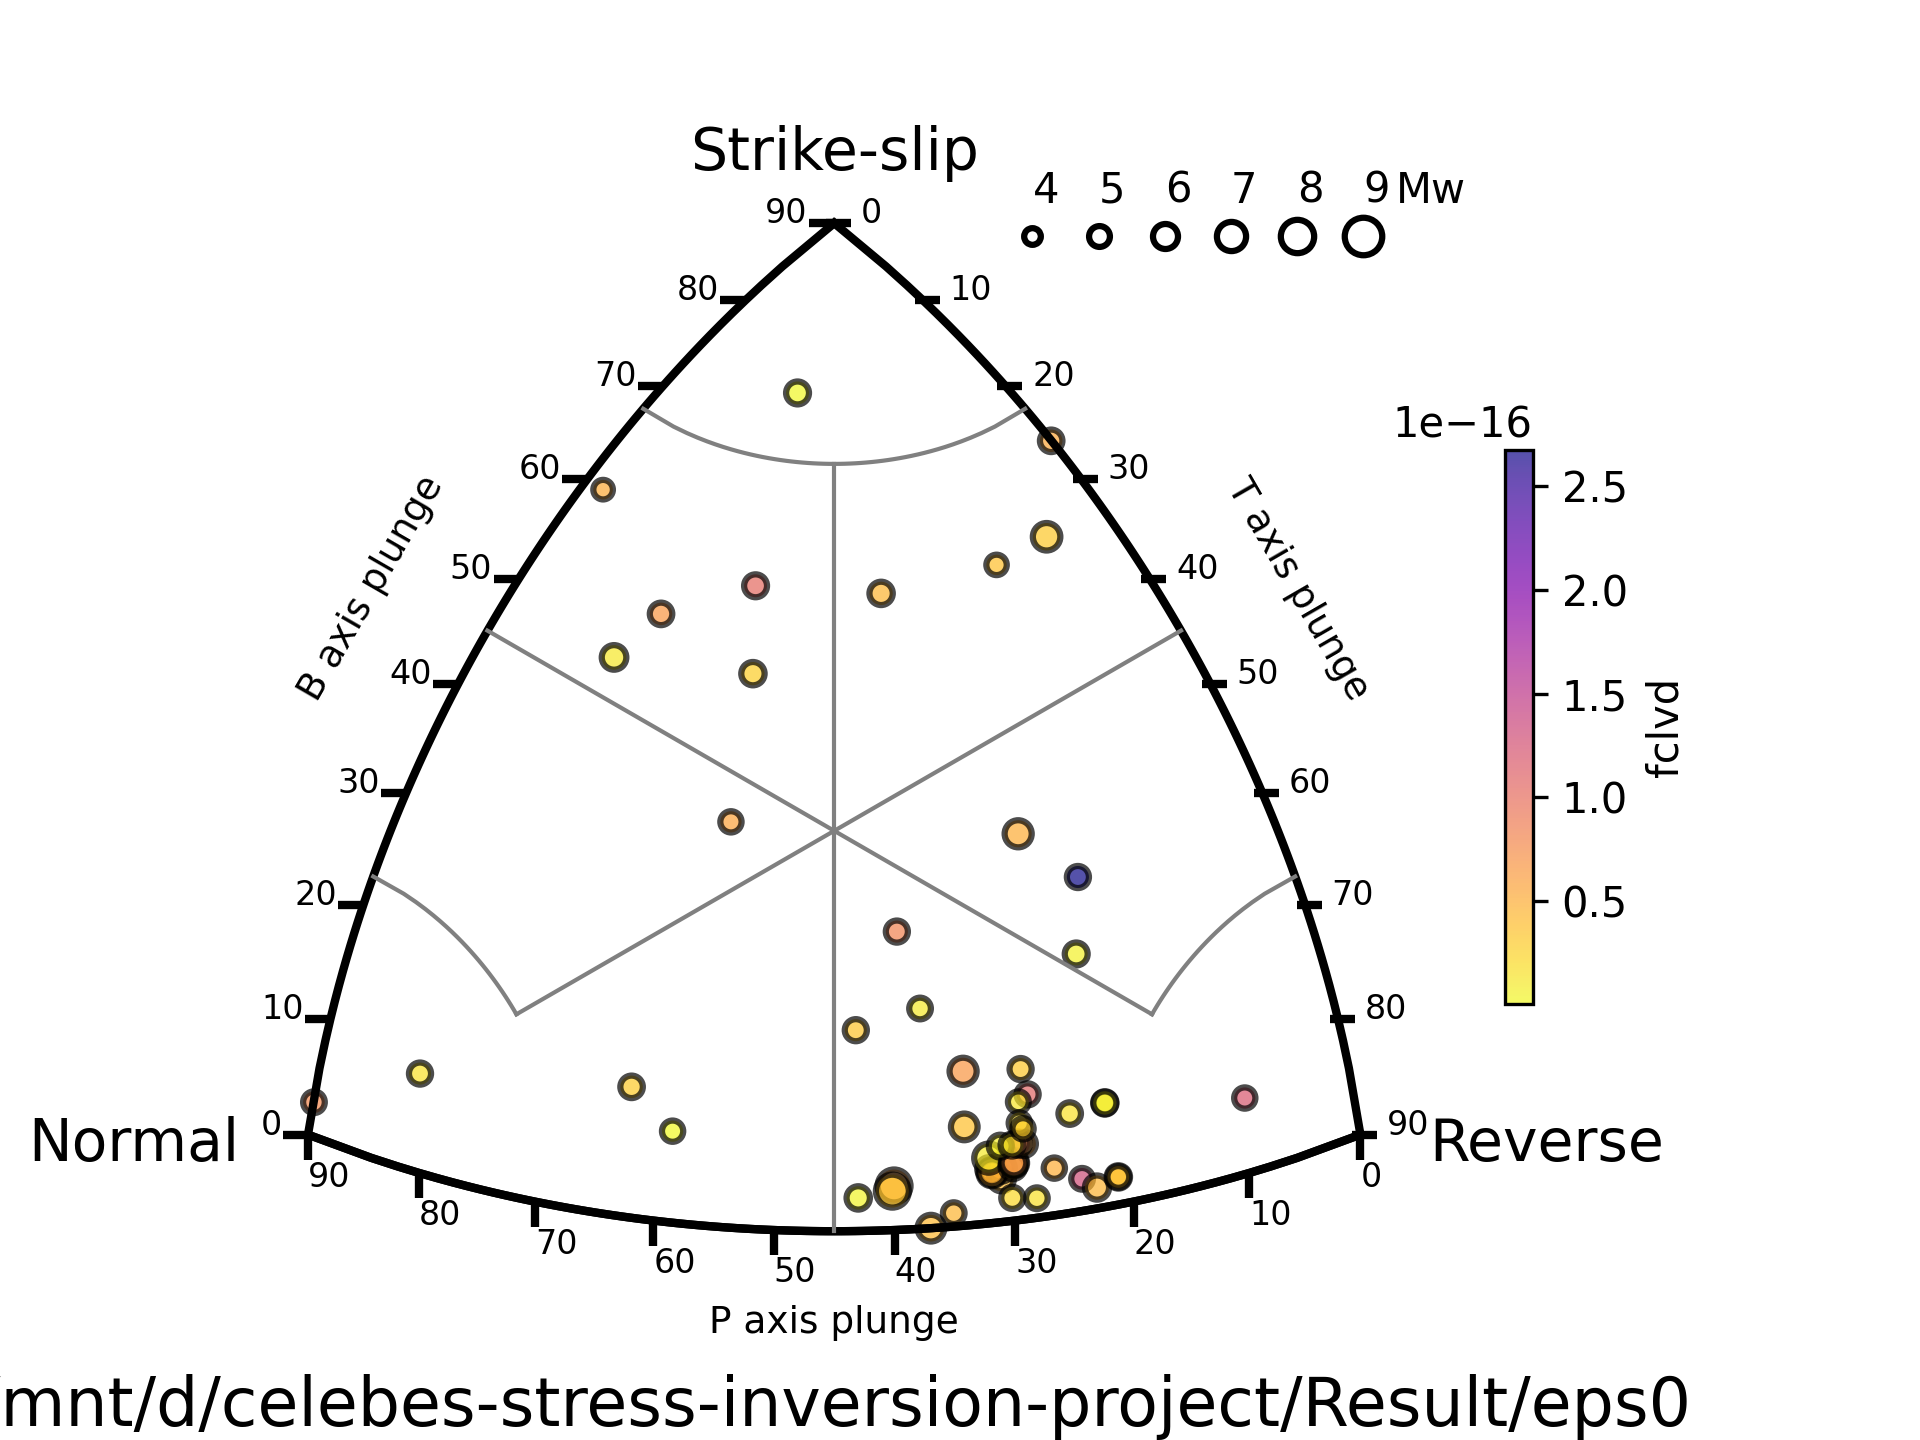 Strike-slip
4 5 6 7 8 9 Mw
90 0
80 10
70 20
60 30
50 40
40 50
30 60
20 70
10 80
0 90
B axis plunge
T axis plunge
1e−16
2.5
2.0
1.5
1.0
0.5
fclvd
Normal
Reverse
90 80 70 60 50 40 30 20 10 0
P axis plunge
mnt/d/celebes-stress-inversion-project/Result/eps0